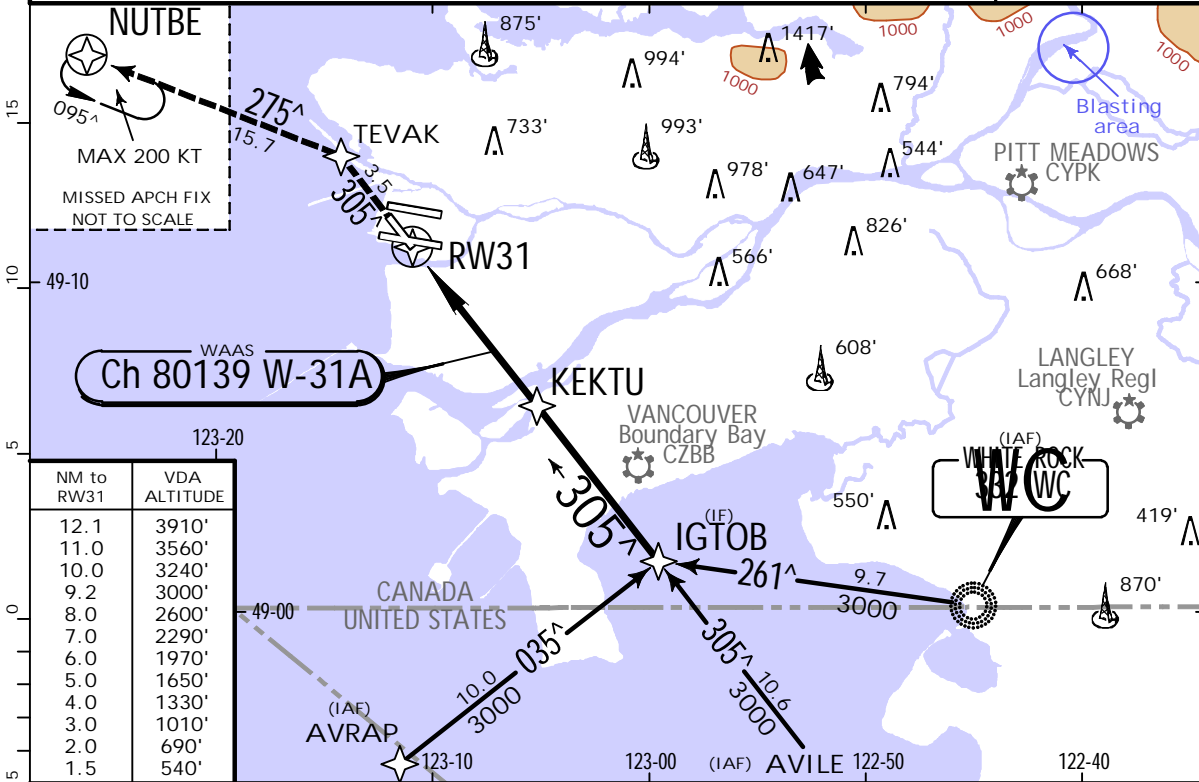 NUTBE
095^
MAX 200 KT
MISSED APCH FIX
NOT TO SCALE
275^
15.7
TEVAK
3.5
305^
RW31
875'
994'
733'
993'
1417'
1000
1000
1000
1000
794'
978'
647'
544'
826'
566'
668'
608'
Blasting
area
PITT MEADOWS
CYPK
15
10
49-10
WAAS
Ch 80139 W-31A
KEKTU
VANCOUVER
Boundary Bay
CZBB
LANGLEY
Langley Regl
CYNJ
5
123-20
(IAF)
WHITE ROCK
332 WC
WC
550'
419'
870'
305^
(IF)
IGTOB
261^
9.7
3000
NM to
RW31
VDA
ALTITUDE
12.1 3910'
11.0 3560'
10.0 3240'
9.2 3000'
8.0 2600'
7.0 2290'
6.0 1970'
5.0 1650'
4.0 1330'
3.0 1010'
2.0 690'
1.5 540'
0
49-00
CANADA
UNITED STATES
035^
10.0
3000
305^
10.6
3000
(IAF)
AVRAP
5
123-10
123-00
(IAF) AVILE
122-50
122-40